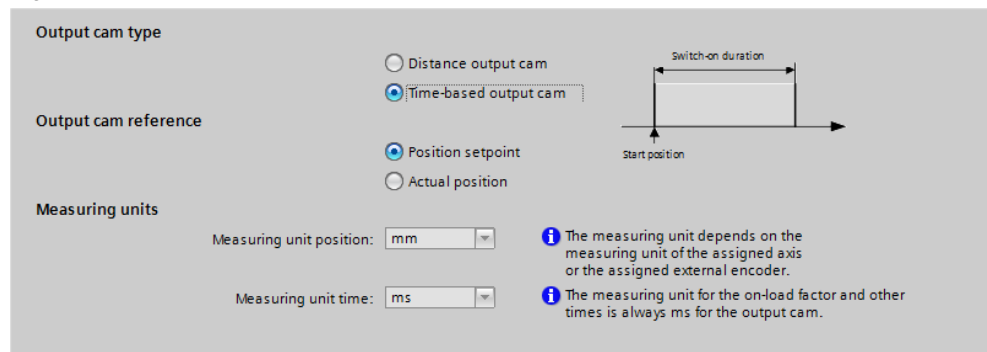 Output cam type
Switch-on duration
Distance output cam
Time-based output cam
Output cam reference
Position setpoint
Start position
Actual position
Measuring units
Measuring unit position:
mm
The measuring unit depends on the
measuring unit of the assigned axis
or the assigned external encoder.
Measuring unit time:
ms
The measuring unit for the on-load factor and other
times is always ms for the output cam.